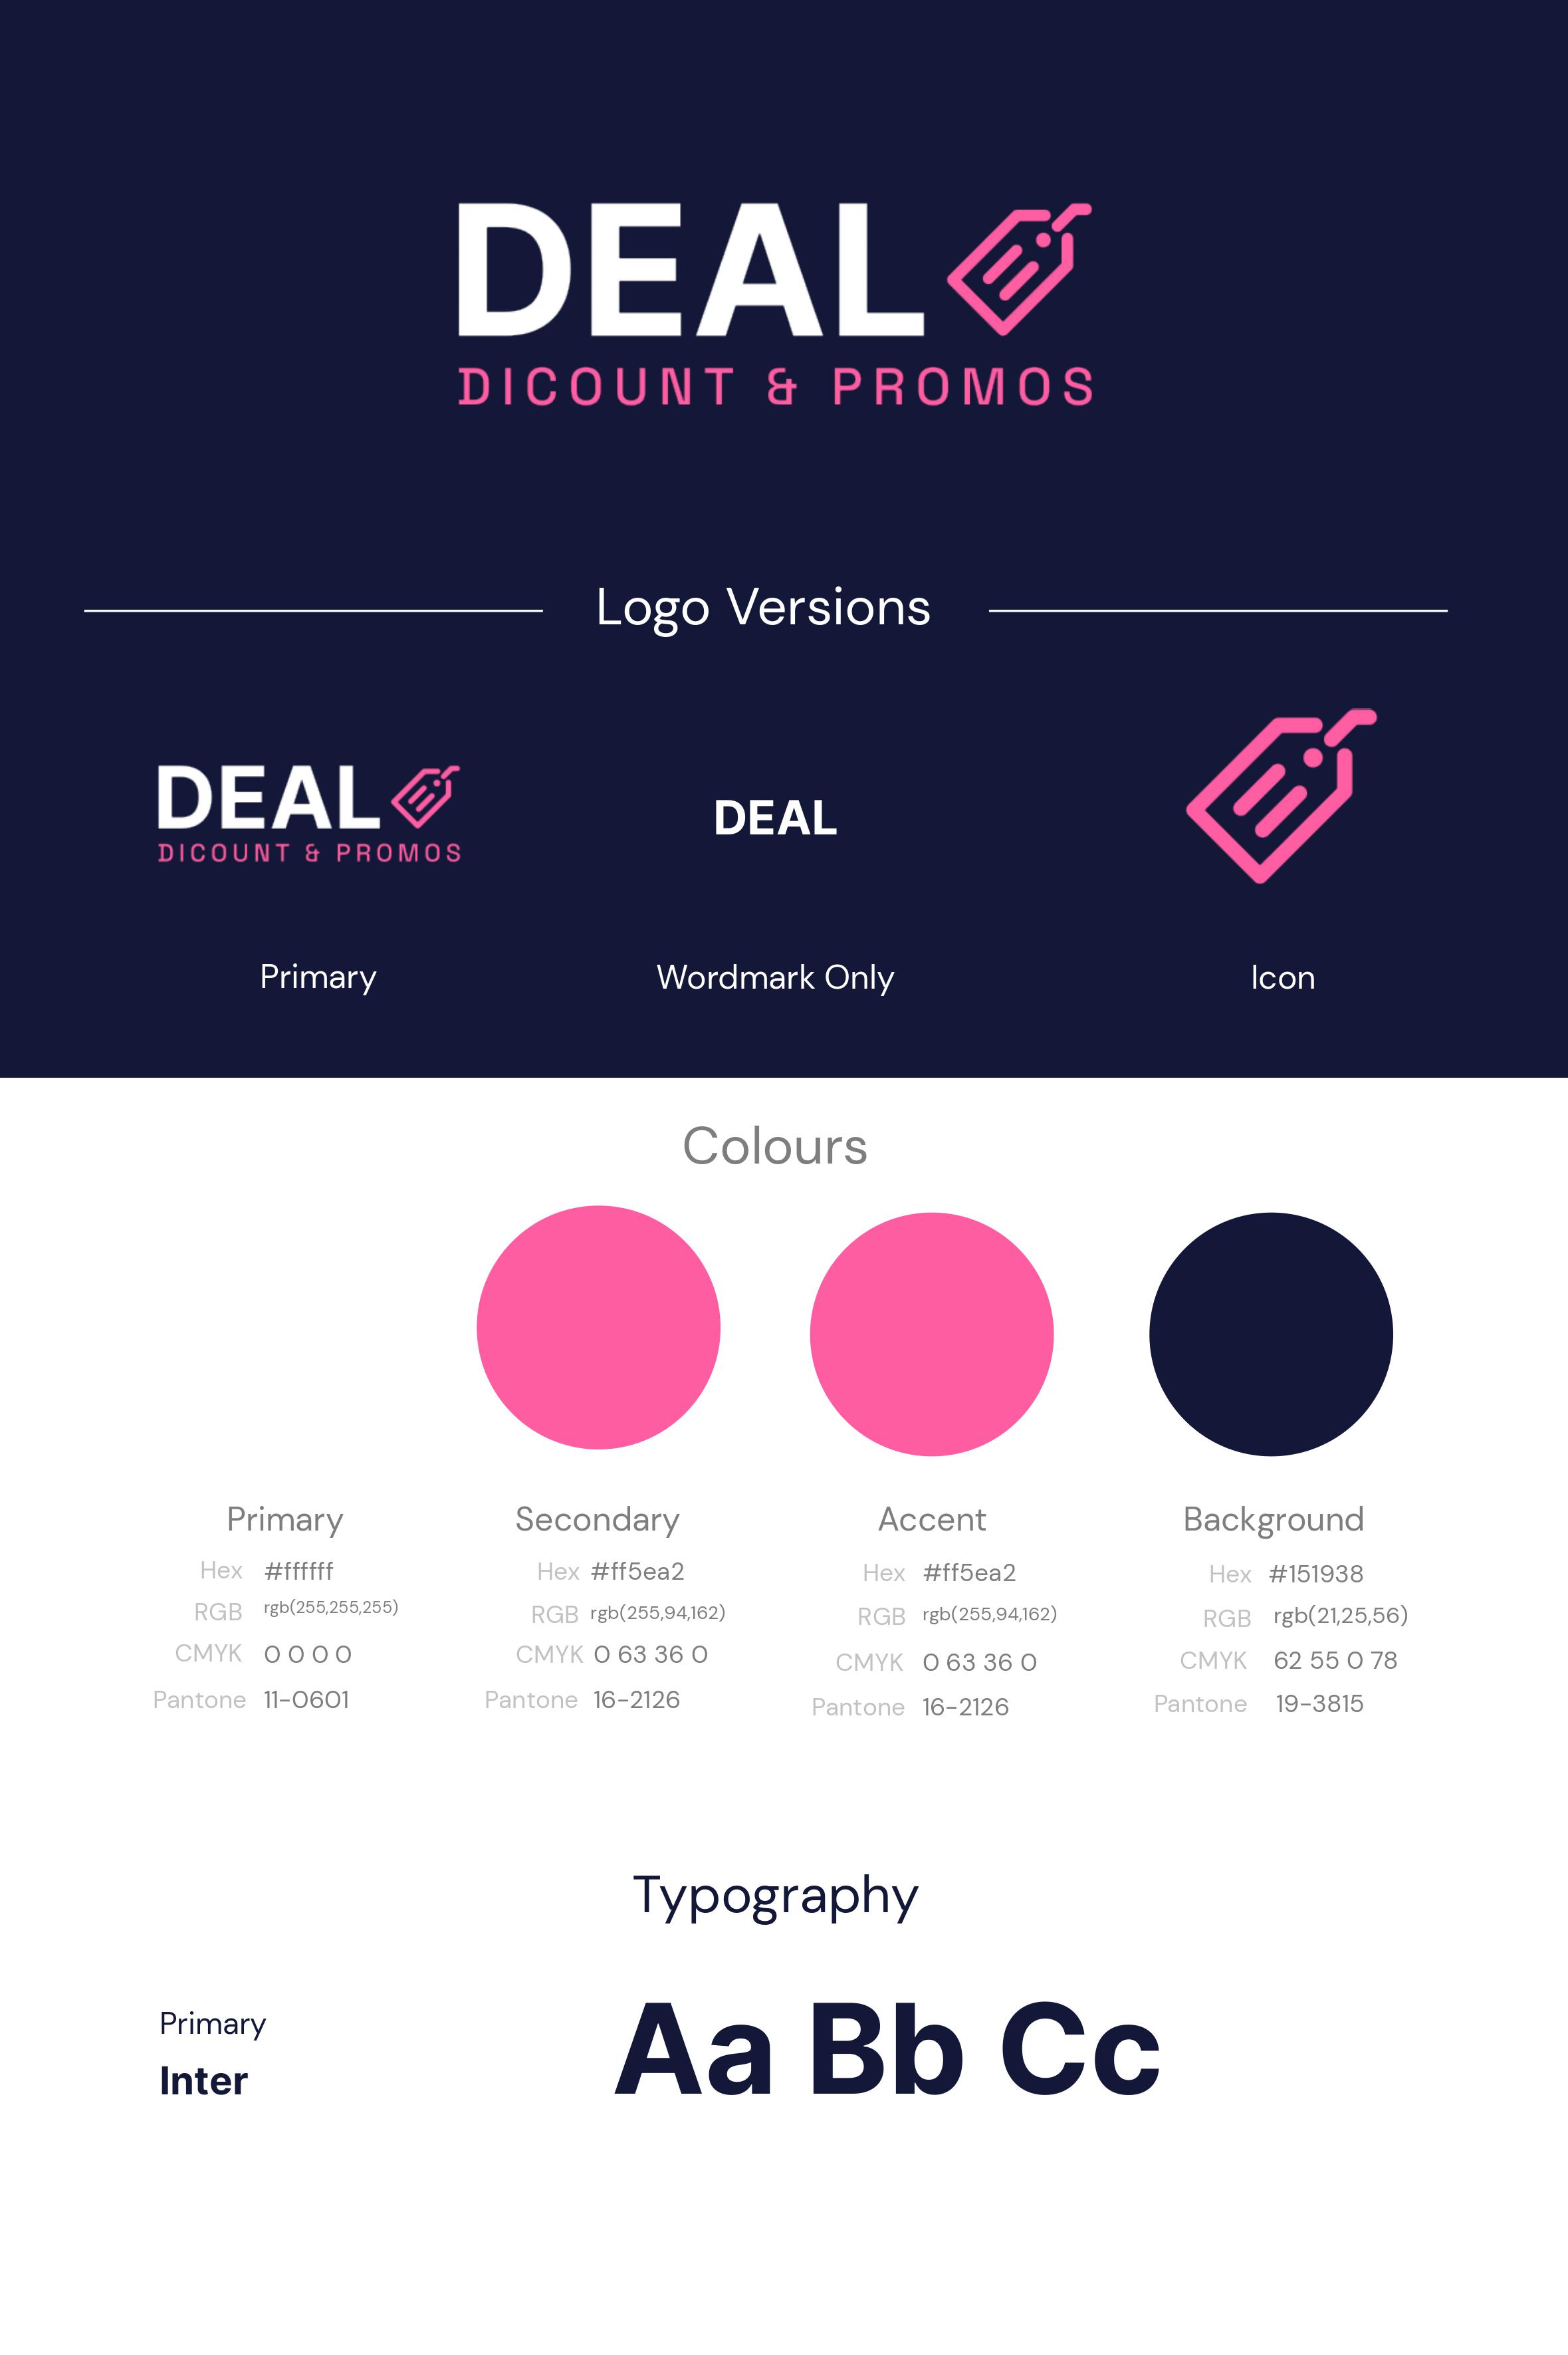 DEAL
DICOUNT & PROMOS
Logo Versions
DEAL
DICOUNT & PROMOS
DEAL
Primary
Wordmark Only
Icon
Colours
Primary
Hex #ffffff
RGB rgb(255,255,255)
CMYK 0 0 0 0
Pantone 11-0601
Secondary
Hex #ff5ea2
RGB rgb(255,94,162)
CMYK 0 63 36 0
Pantone 16-2126
Accent
Hex #ff5ea2
RGB rgb(255,94,162)
CMYK 0 63 36 0
Pantone 16-2126
Background
Hex #151938
RGB rgb(21,25,56)
CMYK 62 55 0 78
Pantone 19-3815
Typography
Primary
Inter
Aa Bb Cc